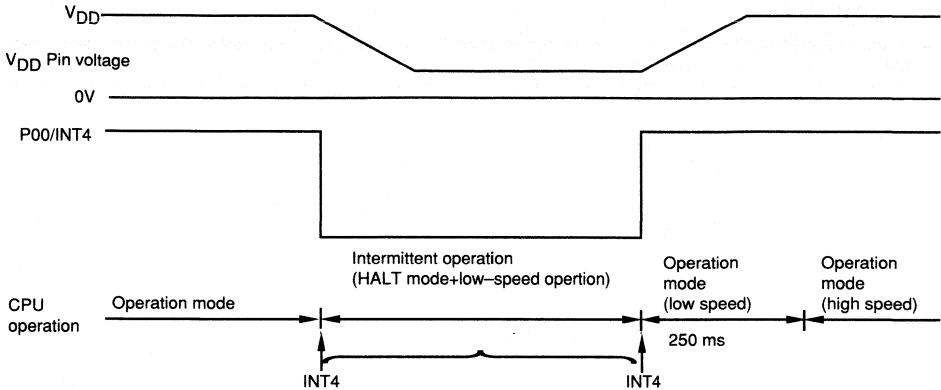 VDD
VDD Pin voltage
0V
P00/INT4
Intermittent operation
(HALT mode+low–speed opertion)
Operation
mode
(low speed)
Operation
mode
(high speed)
CPU
operation
Operation mode
250 ms
INT4
INT4